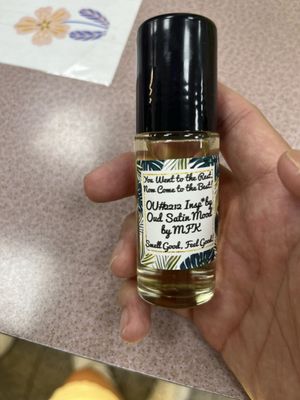 You Went to the Rest,
Now Come to the Best!
OU#2212 Insp* by
Oud Satin Mood
by MFK
Smell Good, Feel Good!